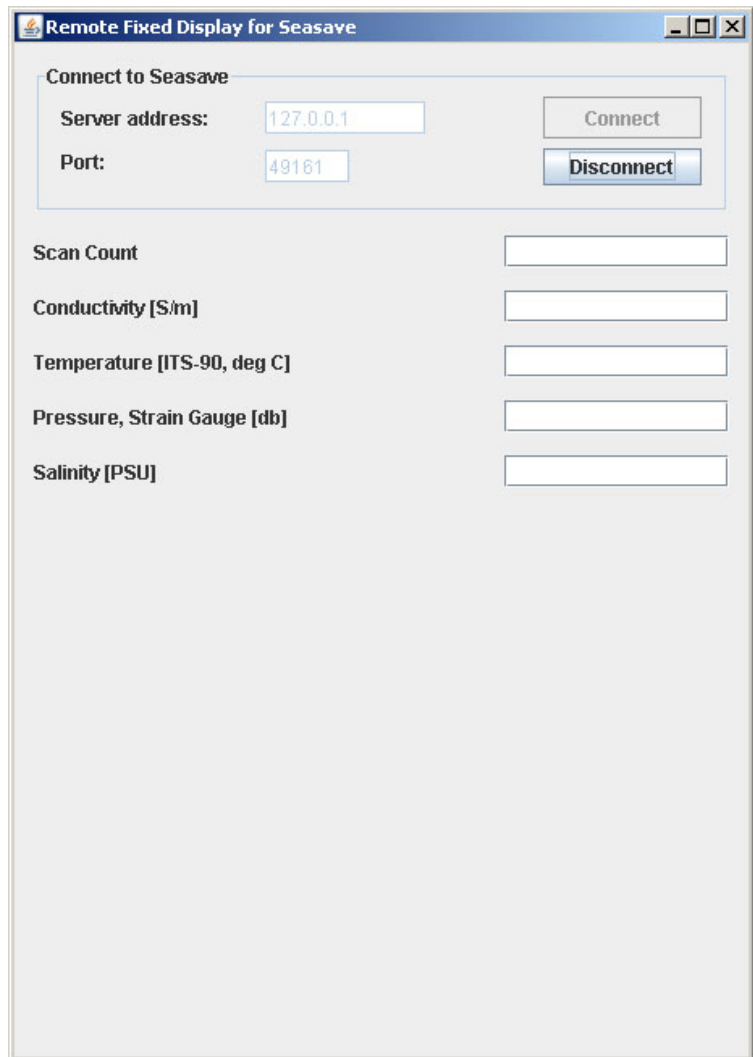 Remote Fixed Display for Seasave
Connect to Seasave
Server address: 127.0.0.1 Connect
Port: 49161 Disconnect
Scan Count
Conductivity [S/m]
Temperature [ITS-90, deg C]
Pressure, Strain Gauge [db]
Salinity [PSU]